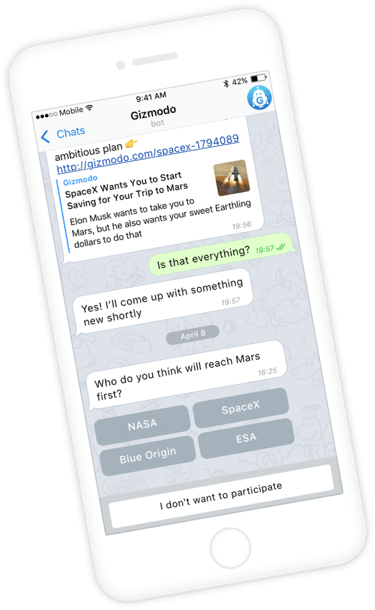 Mobile
9:41 AM
42%
Chats
Gizmodo
bot
G
ambitious plan 👉
http://gizmodo.com/spacex-1794089
Gizmodo
SpaceX Wants You to Start
Saving for Your Trip to Mars
Elon Musk wants to take you to
Mars, but he also wants your sweet Earthling
dollars to do that
19:56
Is that everything? 19:57
Yes! I'll come up with something
new shortly
19:57
April 8
Who do you think will reach Mars
first?
16:25
NASA
SpaceX
Blue Origin
ESA
I don't want to participate